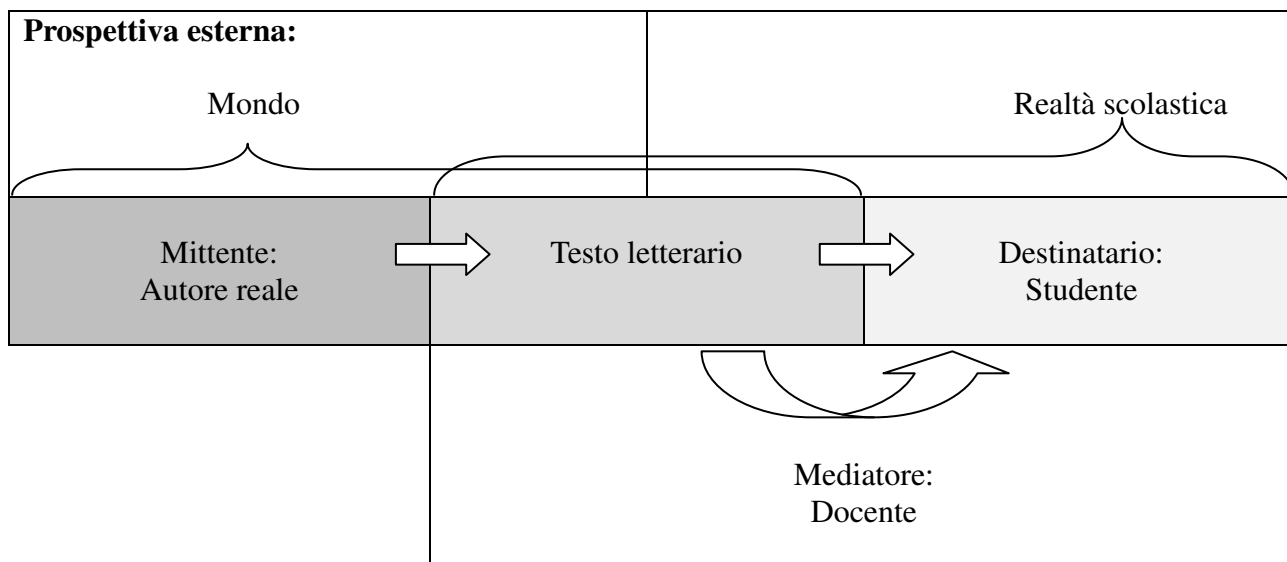 Prospettiva esterna:
Mondo
Realtà scolastica
Mittente:
Autore reale
Testo letterario
Destinatario:
Studente
Mediatore:
Docente